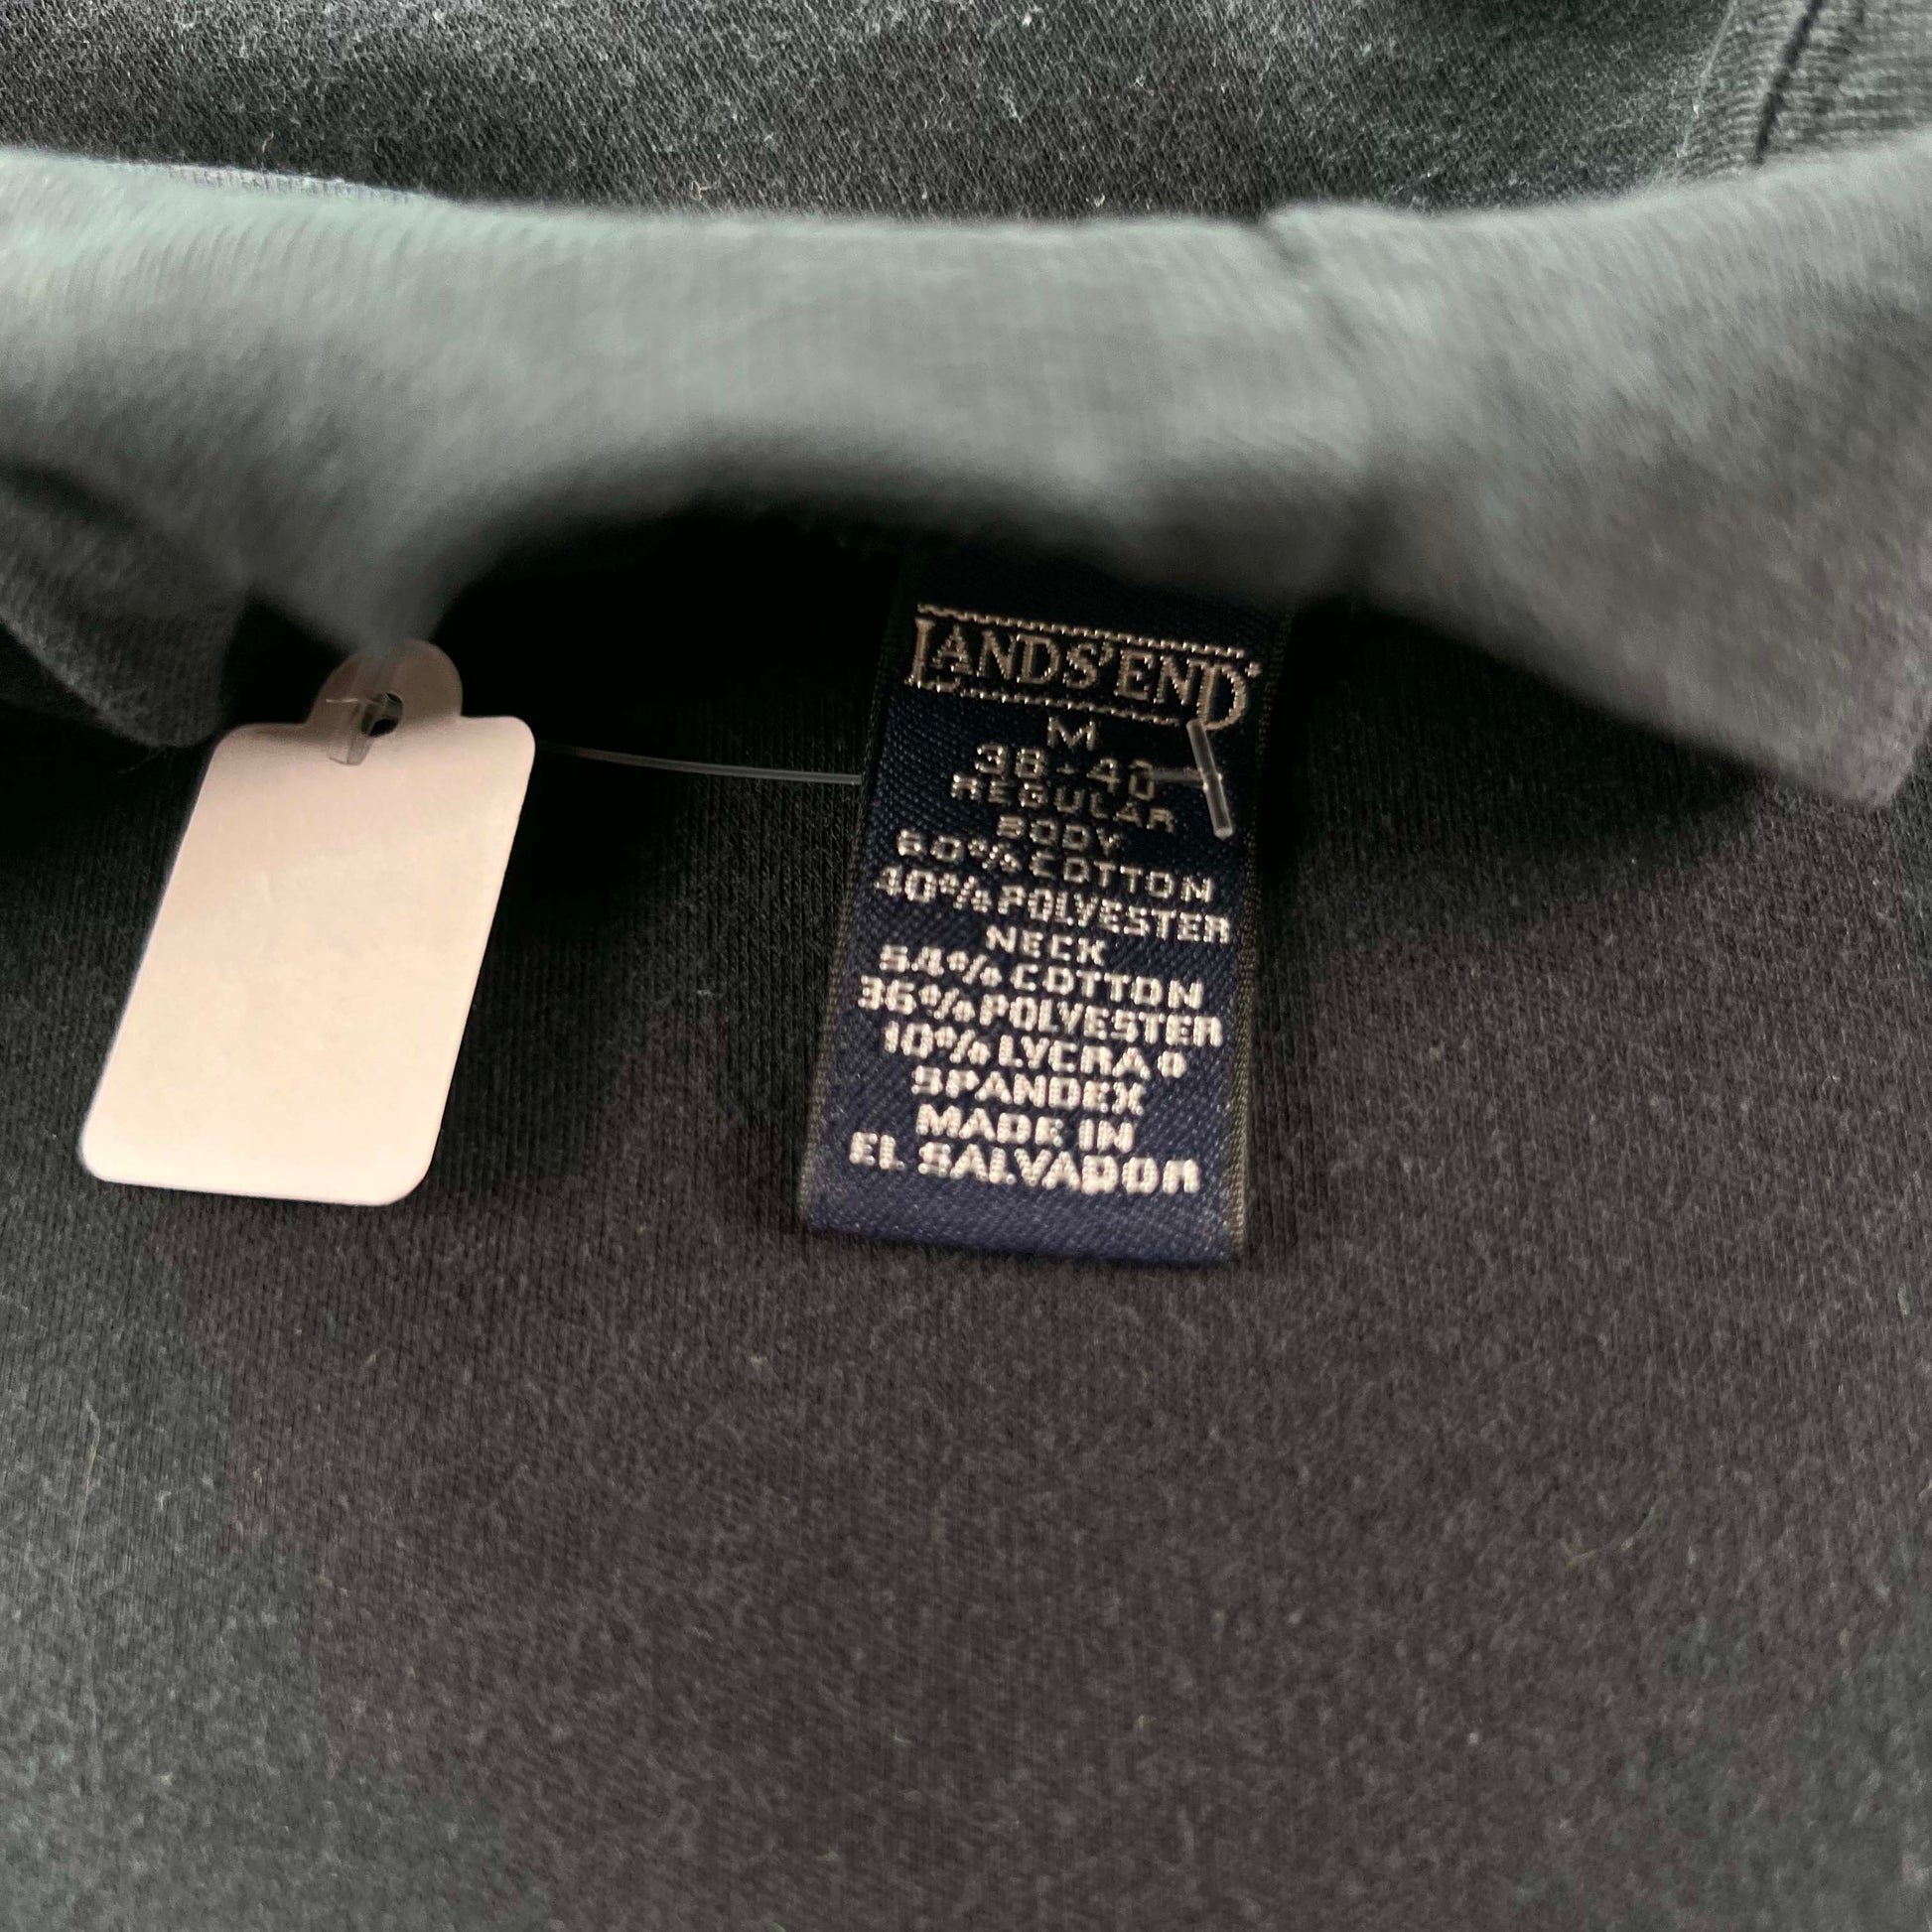 LANDS' END
M
38-40
REGULAR
BODY
60% COTTON
40% POLYESTER
NECK
54% COTTON
36% POLYESTER
10% LYCRA®
SPANDEX
MADE IN
EL SALVADOR